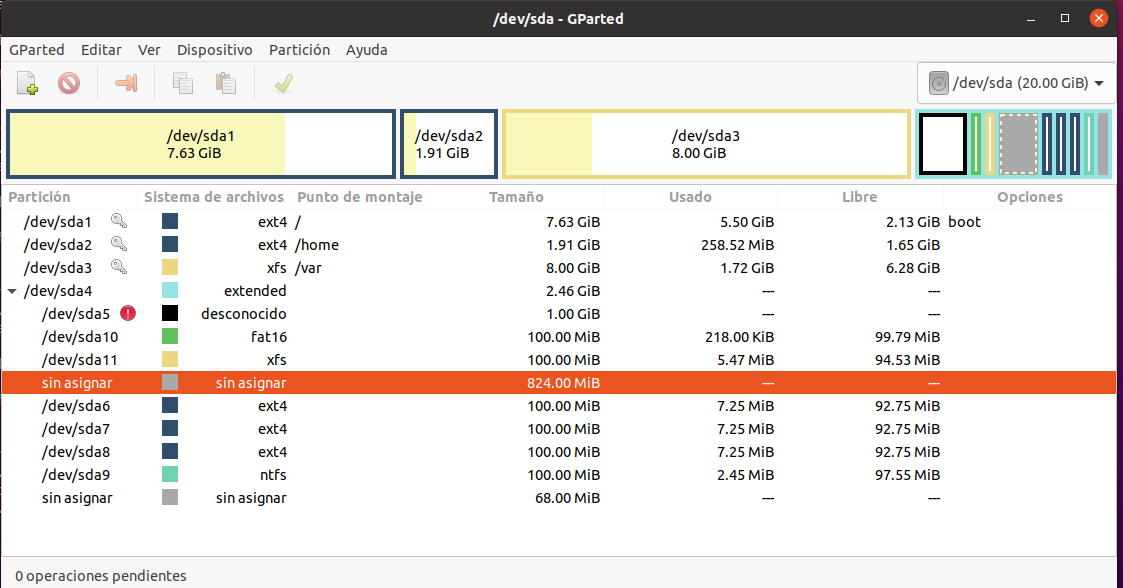 /dev/sda - GParted
GParted Editar Ver Dispositivo Partición Ayuda
/dev/sda (20.00 GiB)
/dev/sda1
7.63 GiB
/dev/sda2
1.91 GiB
/dev/sda3
8.00 GiB
Partición Sistema de archivos Punto de montaje Tamaño Usado Libre Opciones
/dev/sda1 ext4 / 7.63 GiB 5.50 GiB 2.13 GiB boot
/dev/sda2 ext4 /home 1.91 GiB 258.52 MiB 1.65 GiB
/dev/sda3 xfs /var 8.00 GiB 1.72 GiB 6.28 GiB
/dev/sda4 extended 2.46 GiB --- ---
/dev/sda5 desconocido 1.00 GiB --- ---
/dev/sda10 fat16 100.00 MiB 218.00 KiB 99.79 MiB
/dev/sda11 xfs 100.00 MiB 5.47 MiB 94.53 MiB
sin asignar sin asignar 824.00 MiB --- ---
/dev/sda6 ext4 100.00 MiB 7.25 MiB 92.75 MiB
/dev/sda7 ext4 100.00 MiB 7.25 MiB 92.75 MiB
/dev/sda8 ext4 100.00 MiB 7.25 MiB 92.75 MiB
/dev/sda9 ntfs 100.00 MiB 2.45 MiB 97.55 MiB
sin asignar sin asignar 68.00 MiB --- ---
0 operaciones pendientes